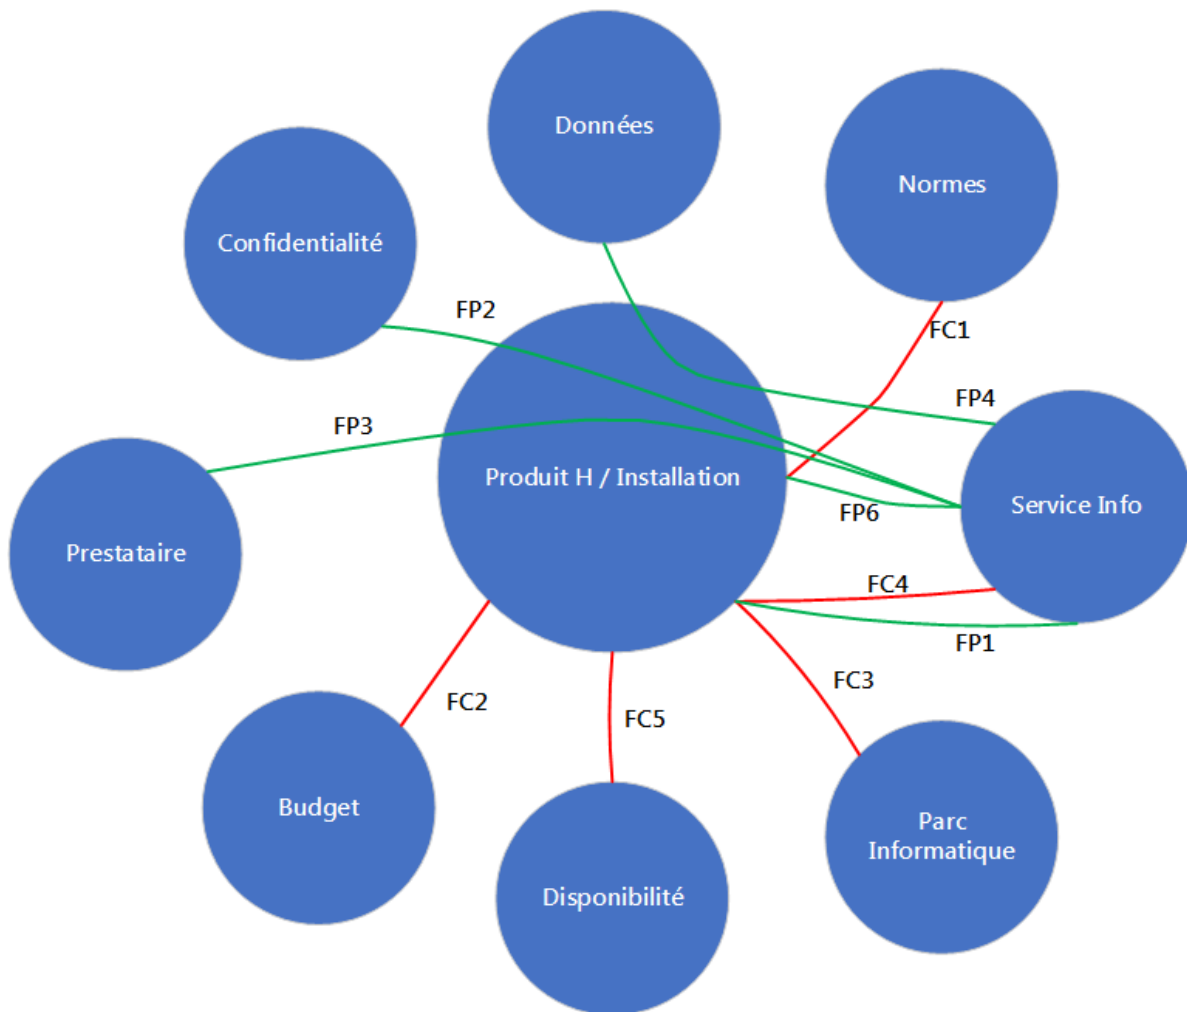 Données
Normes
Confidentialité
FP2
FC1
FP4
FP3
Produit H / Installation
Service Info
FP6
Prestataire
FC4
FP1
FC3
FC2
FC5
Budget
Parc
Informatique
Disponibilité